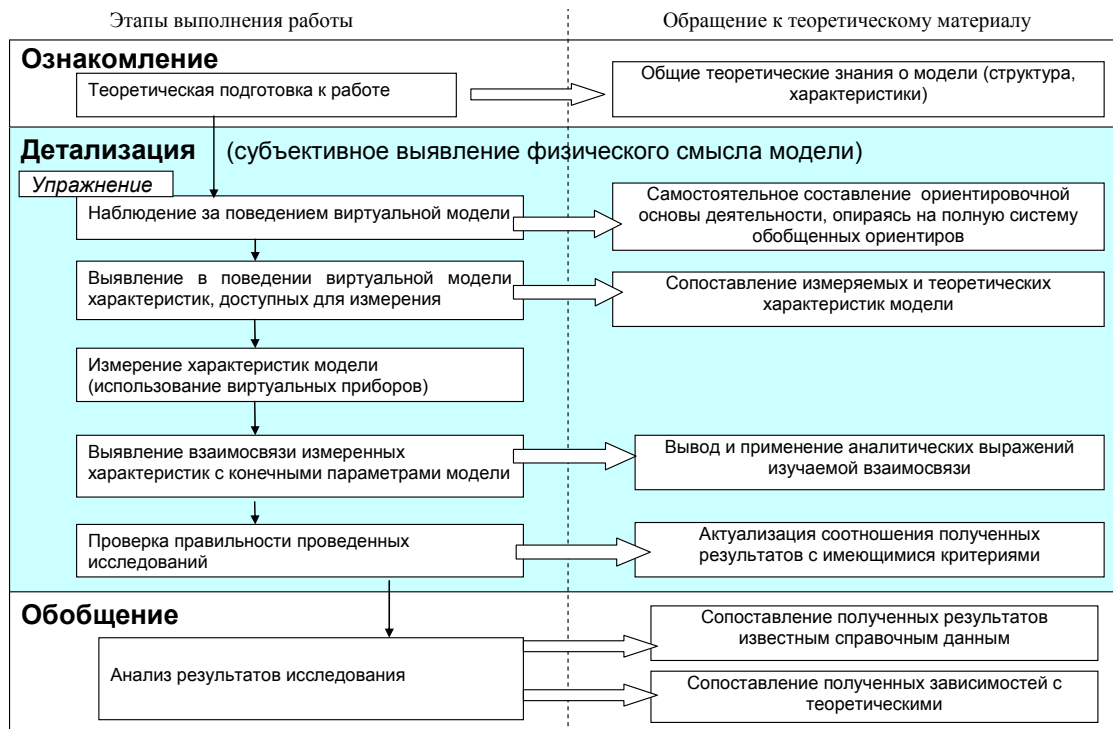 Этапы выполнения работы
Обращение к теоретическому материалу
Ознакомление
Теоретическая подготовка к работе
Общие теоретические знания о модели (структура,
характеристики)
Детализация (субъективное выявление физического смысла модели)
Упражнение
Наблюдение за поведением виртуальной модели
Самостоятельное составление ориентировочной
основы деятельности, опираясь на полную систему
обобщенных ориентиров
Выявление в поведении виртуальной модели
характеристик, доступных для измерения
Сопоставление измеряемых и теоретических
характеристик модели
Измерение характеристик модели
(использование виртуальных приборов)
Выявление взаимосвязи измеренных
характеристик с конечными параметрами модели
Вывод и применение аналитических выражений
изучаемой взаимосвязи
Проверка правильности проведенных
исследований
Актуализация соотношения полученных
результатов с имеющимися критериями
Обобщение
Анализ результатов исследования
Сопоставление полученных результатов
известным справочным данным
Сопоставление полученных зависимостей с
теоретическими